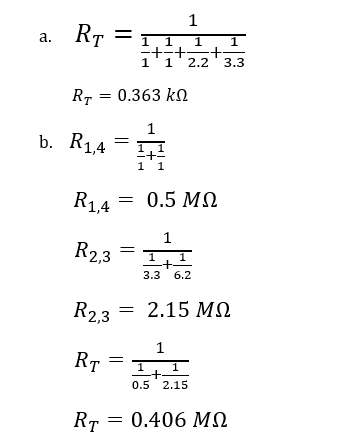 a. R_T = 1 / (1/1 + 1/1 + 1/2.2 + 1/3.3)
R_T = 0.363 kΩ
b. R_1,4 = 1 / (1/1 + 1/1)
R_1,4 = 0.5 MΩ
R_2,3 = 1 / (1/3.3 + 1/6.2)
R_2,3 = 2.15 MΩ
R_T = 1 / (1/0.5 + 1/2.15)
R_T = 0.406 MΩ